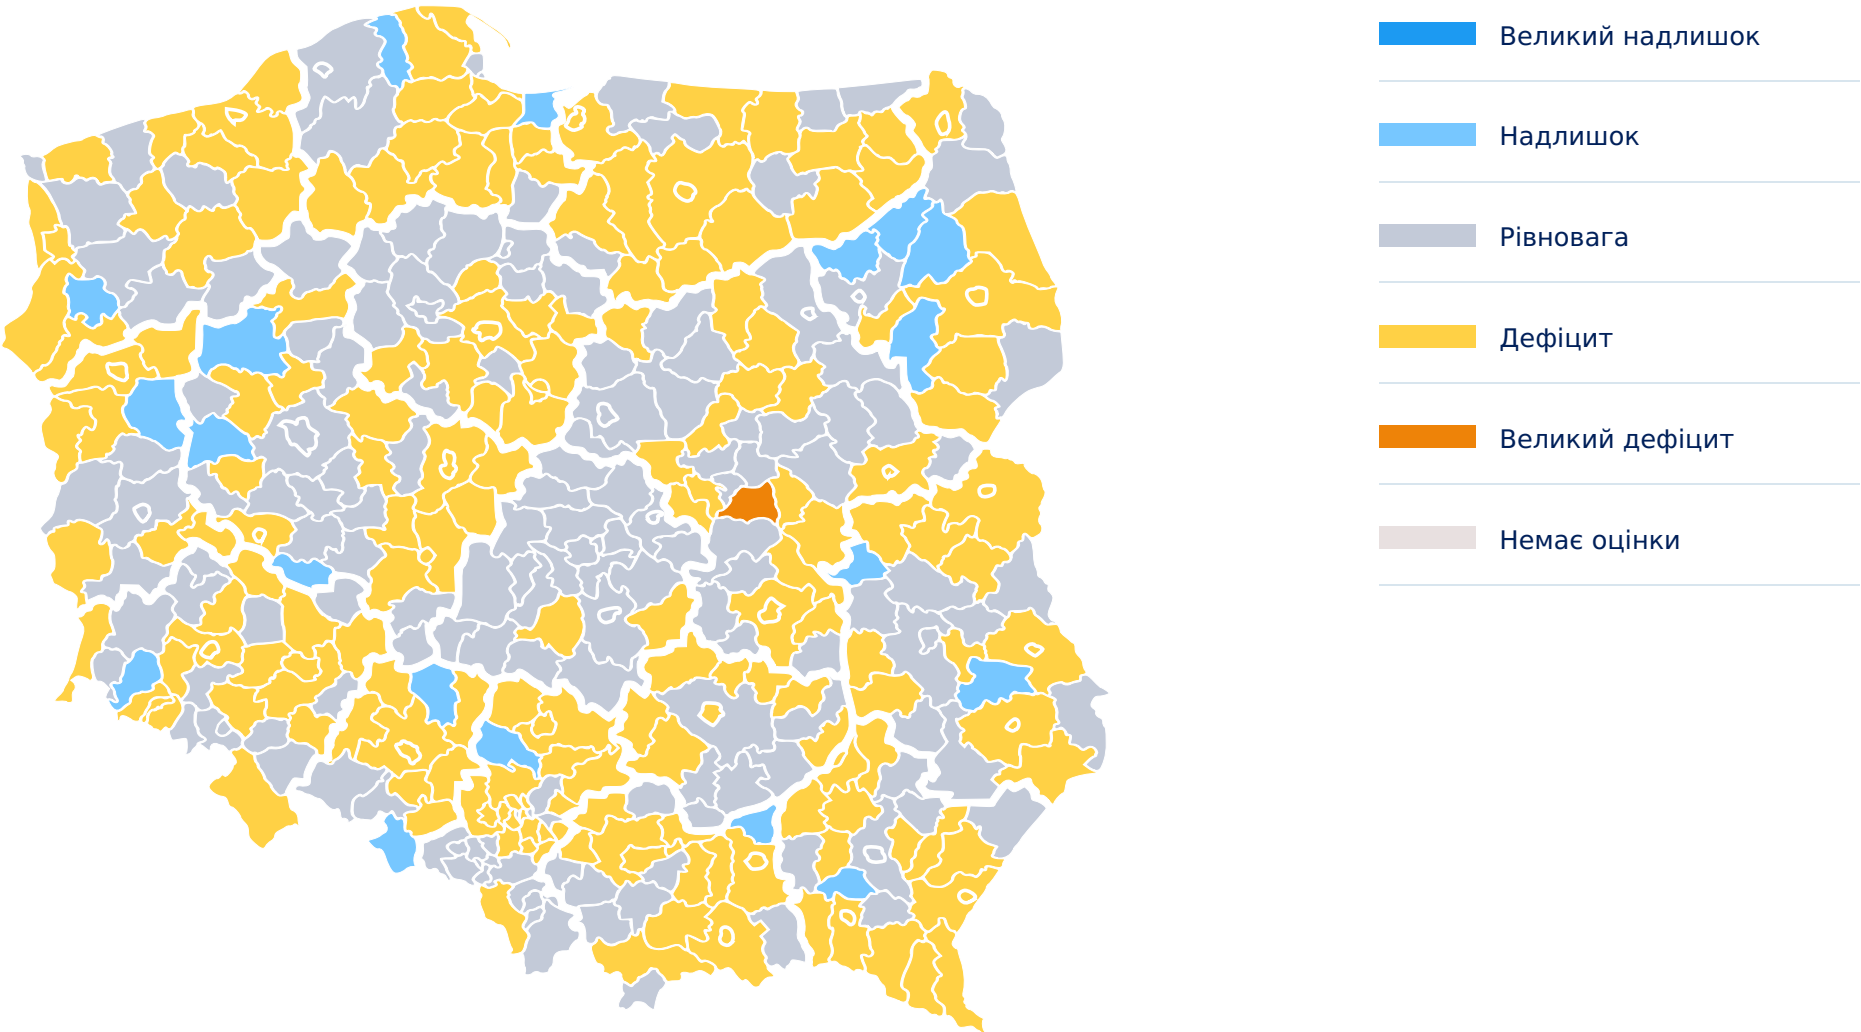 Великий надлишок
Надлишок
Рівновага
Дефіцит
Великий дефіцит
Немає оцінки